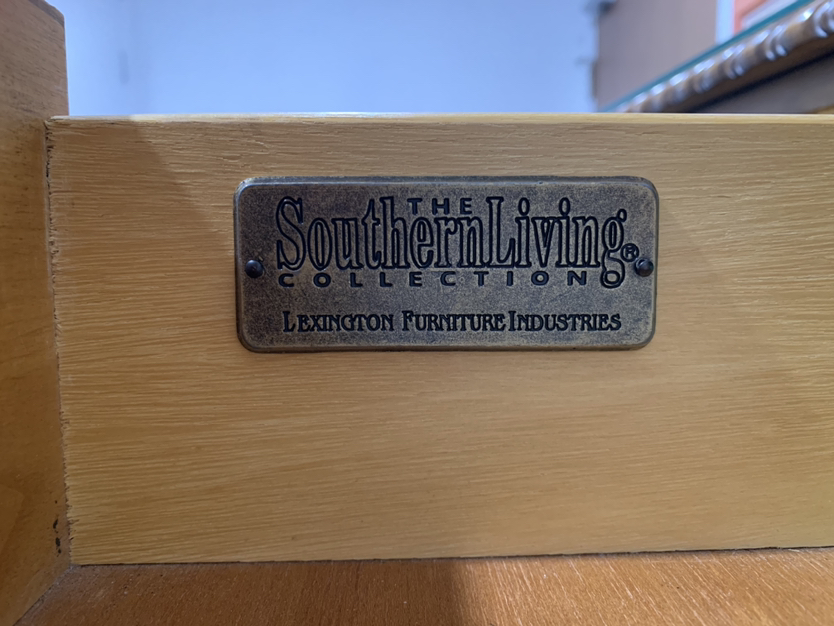 THE
SouthernLiving®
COLLECTION
LEXINGTON FURNITURE INDUSTRIES